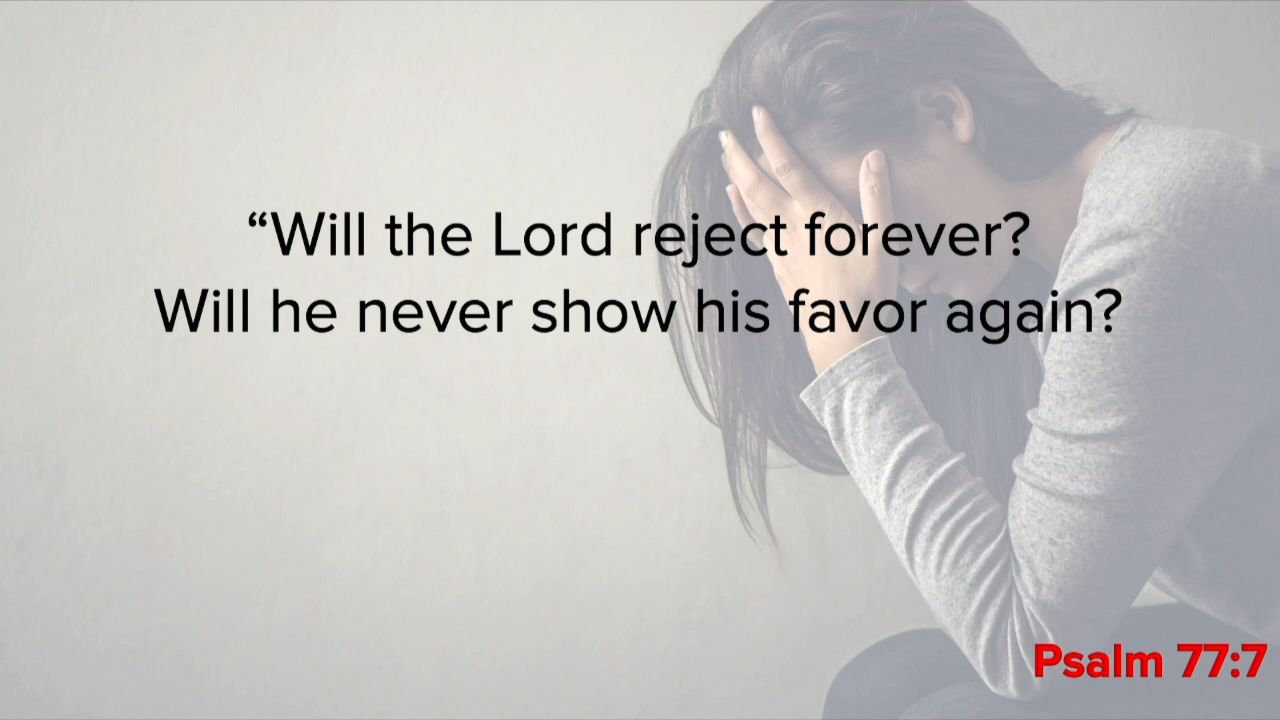 “Will the Lord reject forever?
Will he never show his favor again?
Psalm 77:7